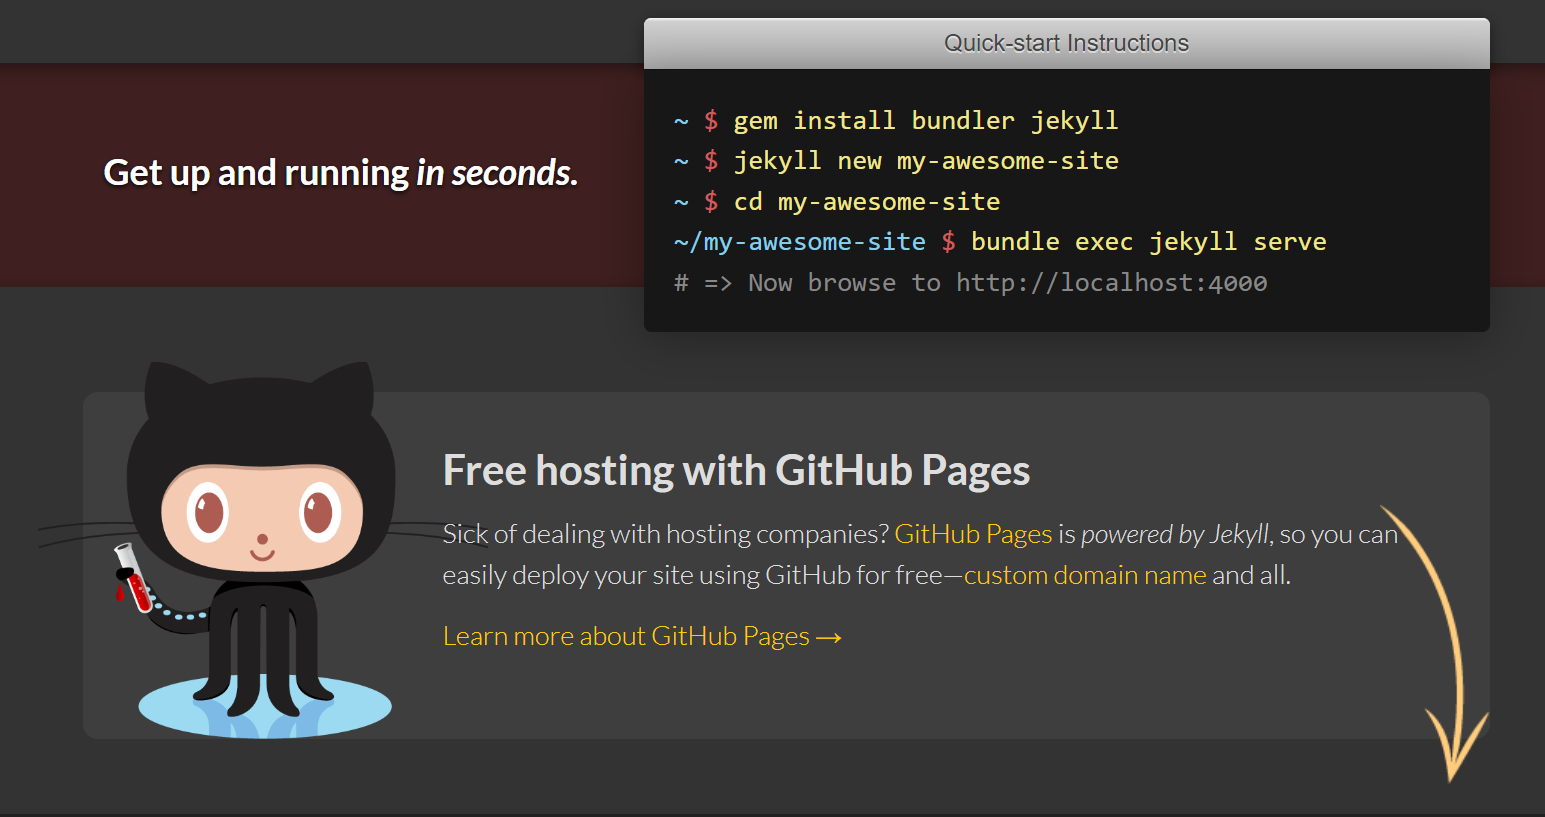 Quick-start Instructions
Get up and running in seconds.
~ $ gem install bundler jekyll
~ $ jekyll new my-awesome-site
~ $ cd my-awesome-site
~/my-awesome-site $ bundle exec jekyll serve
# => Now browse to http://localhost:4000
Free hosting with GitHub Pages
Sick of dealing with hosting companies? GitHub Pages is powered by Jekyll, so you can
easily deploy your site using GitHub for free—custom domain name and all.
Learn more about GitHub Pages →